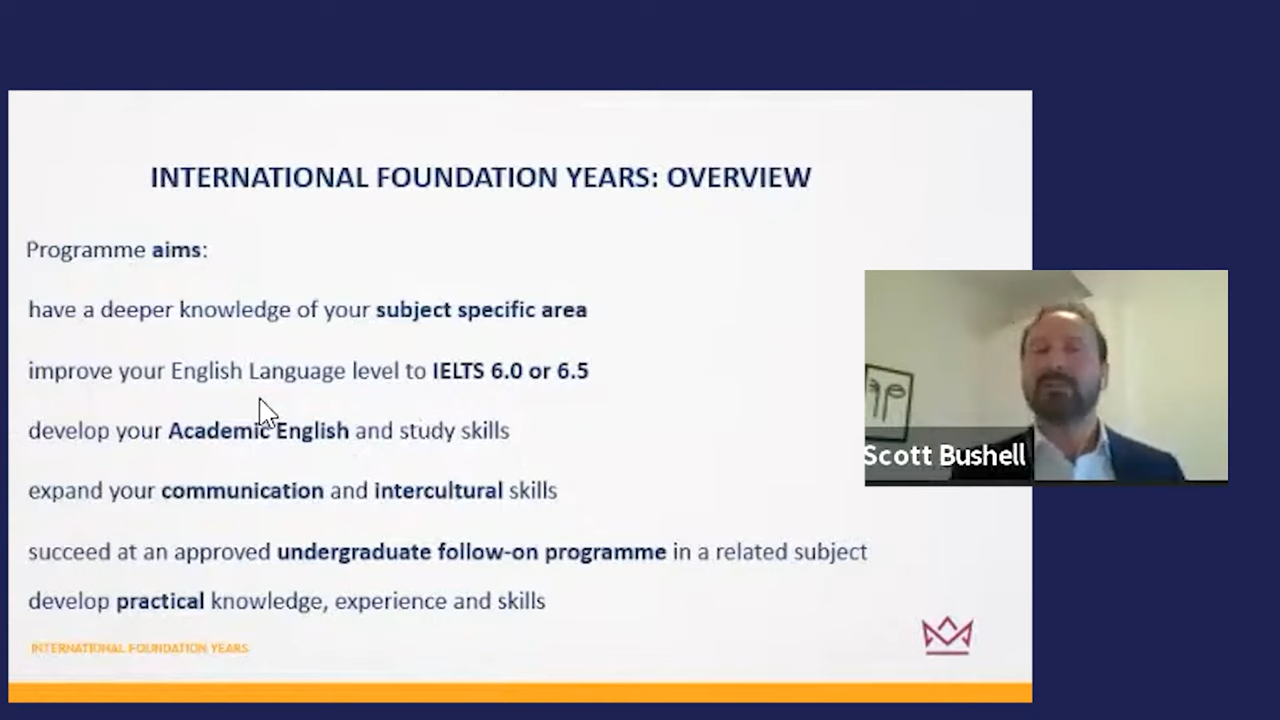 INTERNATIONAL FOUNDATION YEARS: OVERVIEW
Programme aims:
have a deeper knowledge of your subject specific area
improve your English Language level to IELTS 6.0 or 6.5
develop your Academic English and study skills
expand your communication and intercultural skills
succeed at an approved undergraduate follow-on programme in a related subject
develop practical knowledge, experience and skills
INTERNATIONAL FOUNDATION YEARS
Scott Bushell